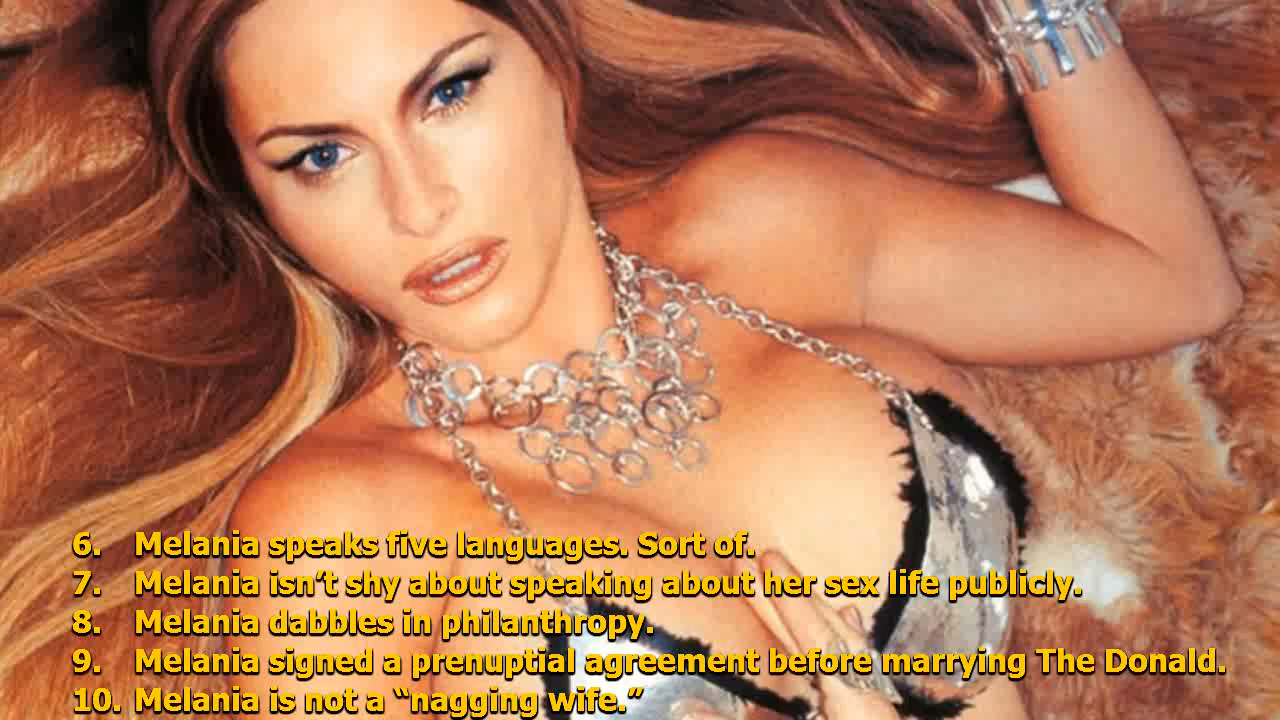 6. Melania speaks five languages. Sort of.
7. Melania isn’t shy about speaking about her sex life publicly.
8. Melania dabbles in philanthropy.
9. Melania signed a prenuptial agreement before marrying The Donald.
10. Melania is not a “nagging wife.”